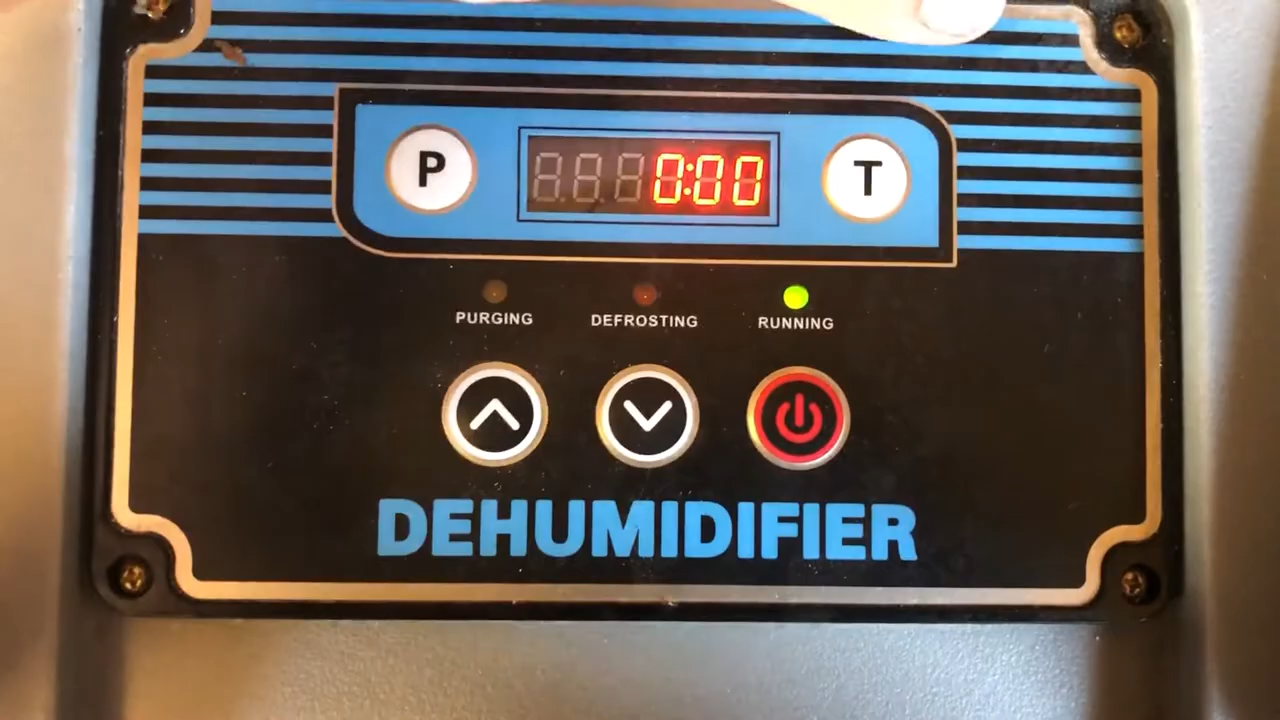 P
0:00
T
PURGING
DEFROSTING
RUNNING
DEHUMIDIFIER